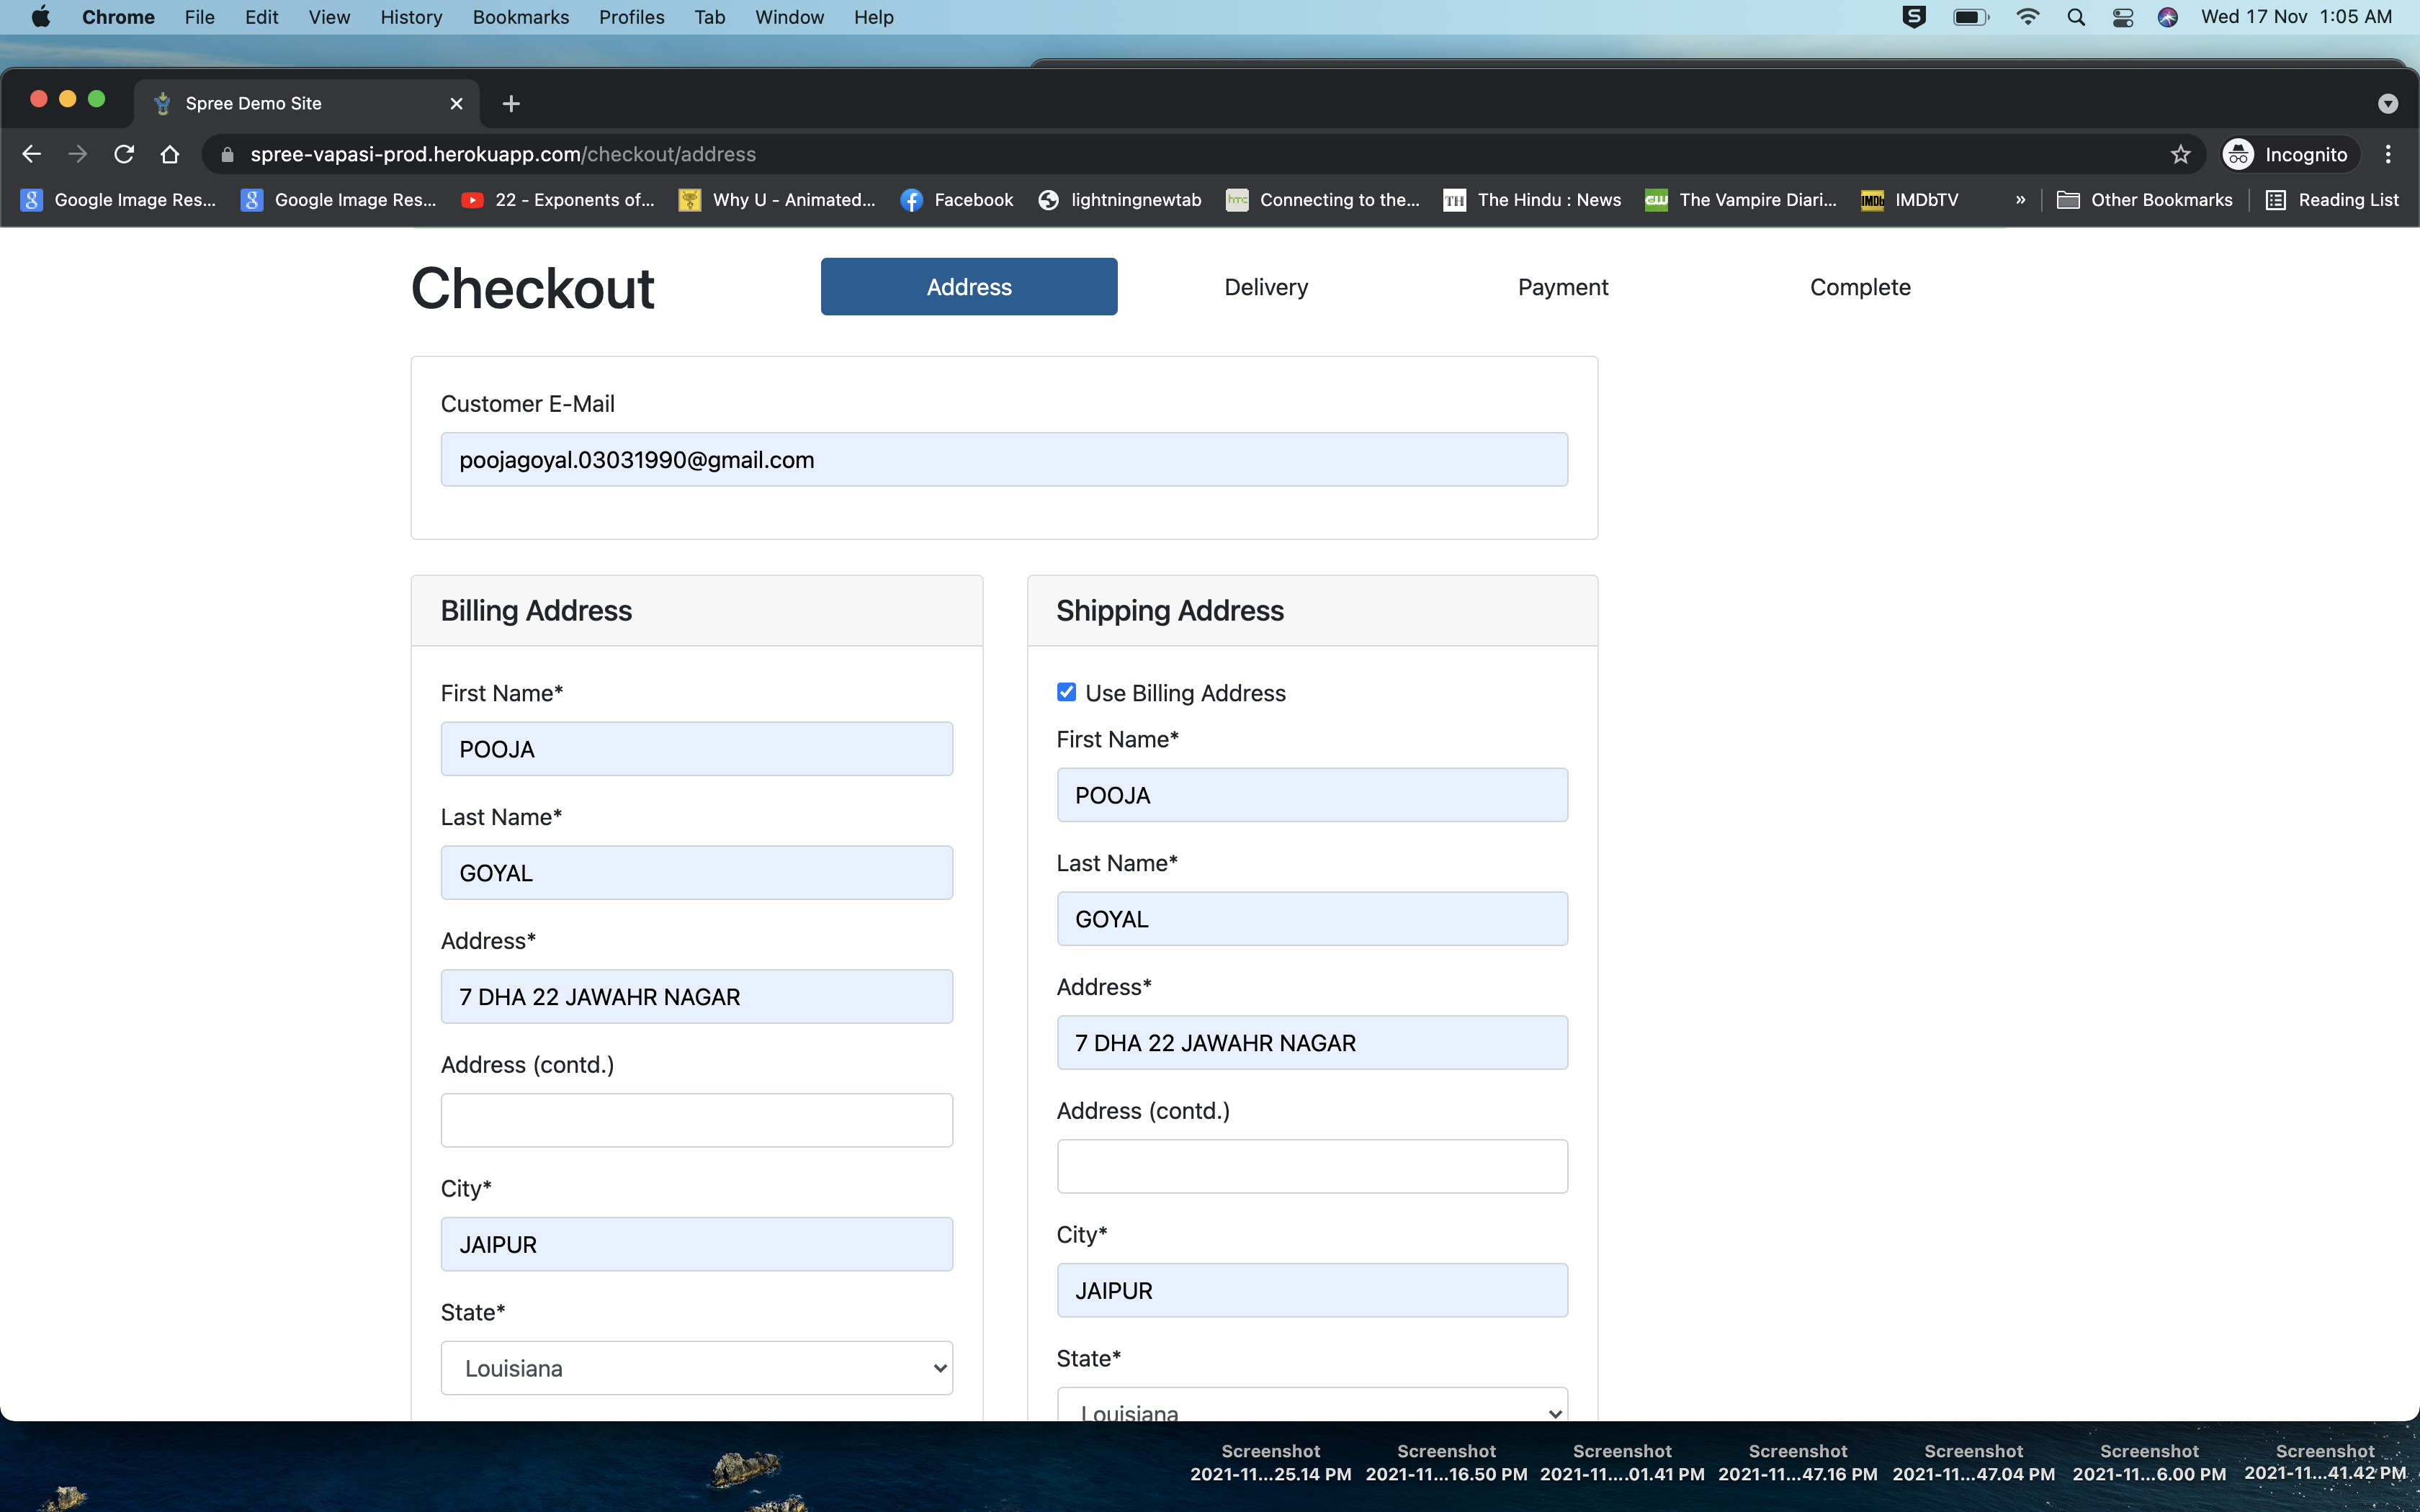 Chrome File Edit View History Bookmarks Profiles Tab Window Help Wed 17 Nov 1:05 AM
Spree Demo Site
spree-vapasi-prod.herokuapp.com/checkout/address Incognito
Google Image Res... Google Image Res... 22 - Exponents of... Why U - Animated... Facebook lightningnewtab hTC Connecting to the... TH The Hindu : News CW The Vampire Diari... IMDb IMDbTV » Other Bookmarks Reading List
Checkout Address Delivery Payment Complete
Customer E-Mail
poojagoyal.03031990@gmail.com
Billing Address
First Name*
POOJA
Last Name*
GOYAL
Address*
7 DHA 22 JAWAHR NAGAR
Address (contd.)
City*
JAIPUR
State*
Louisiana
Shipping Address
Use Billing Address
First Name*
POOJA
Last Name*
GOYAL
Address*
7 DHA 22 JAWAHR NAGAR
Address (contd.)
City*
JAIPUR
State*
Louisiana
Screenshot Screenshot Screenshot Screenshot Screenshot Screenshot Screenshot
2021-11...25.14 PM 2021-11...16.50 PM 2021-11....01.41 PM 2021-11...47.16 PM 2021-11...47.04 PM 2021-11...6.00 PM 2021-11...41.42 PM